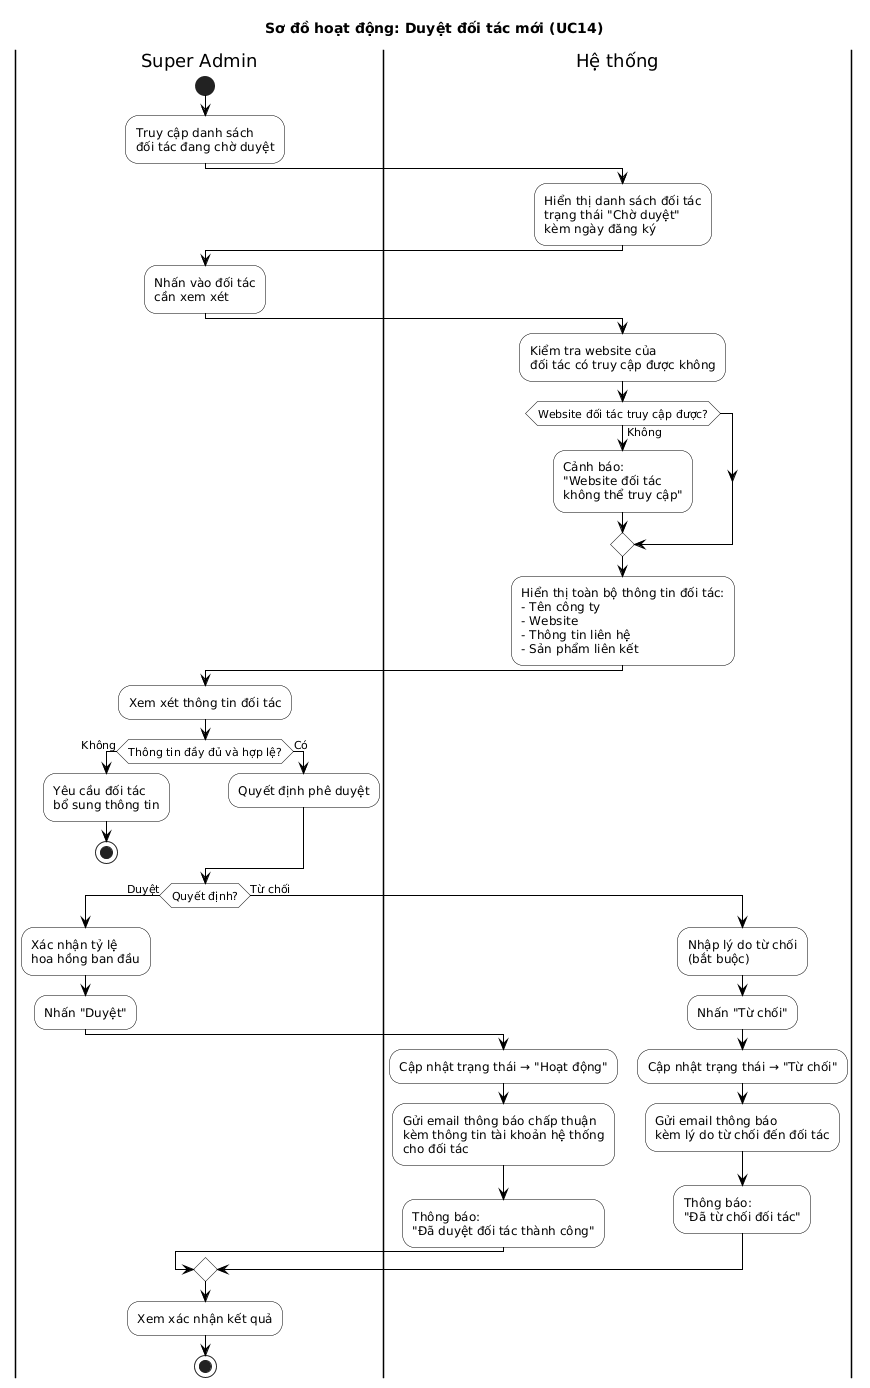 Sơ đồ hoạt động: Duyệt đối tác mới (UC14)
Super Admin
Hệ thống
Truy cập danh sách
đối tác đang chờ duyệt
Hiển thị danh sách đối tác
trạng thái "Chờ duyệt"
kèm ngày đăng ký
Nhấn vào đối tác
cần xem xét
Kiểm tra website của
đối tác có truy cập được không
Website đối tác truy cập được?
Không
Cảnh báo:
"Website đối tác
không thể truy cập"
Hiển thị toàn bộ thông tin đối tác:
- Tên công ty
- Website
- Thông tin liên hệ
- Sản phẩm liên kết
Xem xét thông tin đối tác
Không
Thông tin đầy đủ và hợp lệ?
Có
Yêu cầu đối tác
bổ sung thông tin
Quyết định phê duyệt
Duyệt
Quyết định?
Từ chối
Xác nhận tỷ lệ
hoa hồng ban đầu
Nhấn "Duyệt"
Nhập lý do từ chối
(bắt buộc)
Nhấn "Từ chối"
Cập nhật trạng thái → "Hoạt động"
Gửi email thông báo chấp thuận
kèm thông tin tài khoản hệ thống
cho đối tác
Thông báo:
"Đã duyệt đối tác thành công"
Cập nhật trạng thái → "Từ chối"
Gửi email thông báo
kèm lý do từ chối đến đối tác
Thông báo:
"Đã từ chối đối tác"
Xem xác nhận kết quả